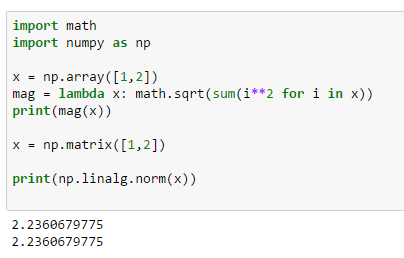 import math
import numpy as np
x = np.array([1,2])
mag = lambda x: math.sqrt(sum(i**2 for i in x))
print(mag(x))
x = np.matrix([1,2])
print(np.linalg.norm(x))
2.2360679775
2.2360679775